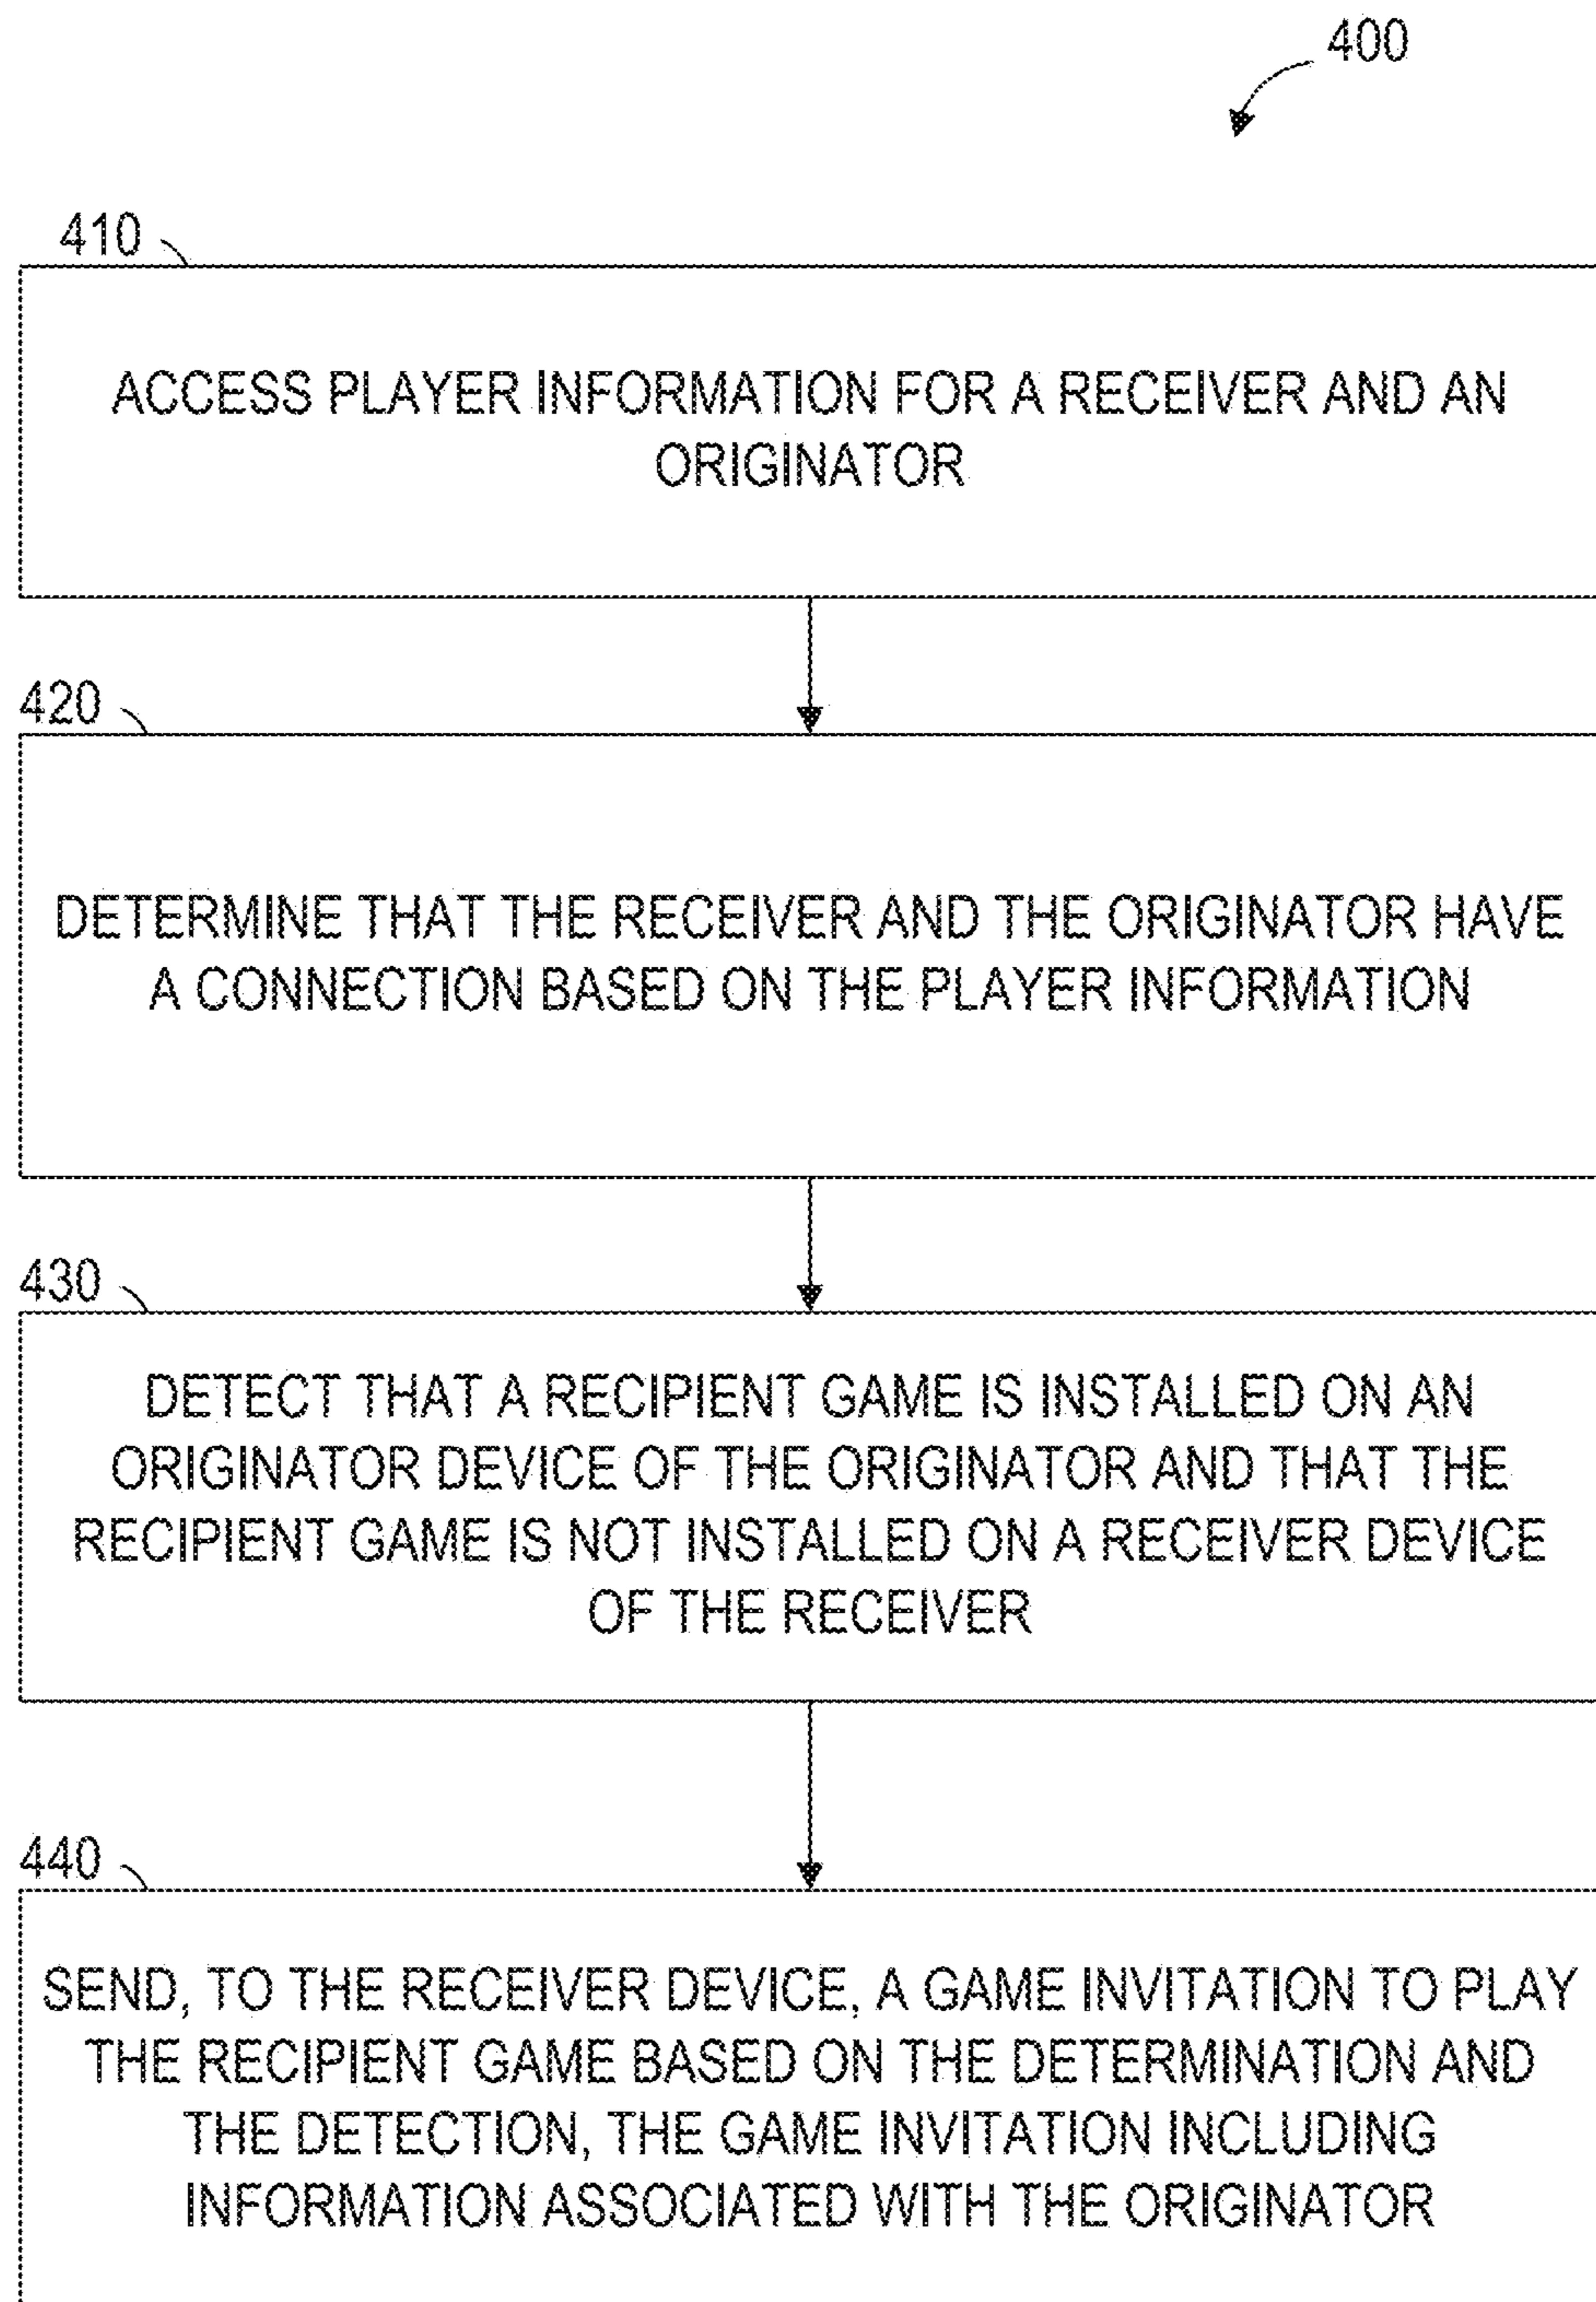 400
410
ACCESS PLAYER INFORMATION FOR A RECEIVER AND AN
ORIGINATOR
420
DETERMINE THAT THE RECEIVER AND THE ORIGINATOR HAVE
A CONNECTION BASED ON THE PLAYER INFORMATION
430
DETECT THAT A RECIPIENT GAME IS INSTALLED ON AN
ORIGINATOR DEVICE OF THE ORIGINATOR AND THAT THE
RECIPIENT GAME IS NOT INSTALLED ON A RECEIVER DEVICE
OF THE RECEIVER
440
SEND, TO THE RECEIVER DEVICE, A GAME INVITATION TO PLAY
THE RECIPIENT GAME BASED ON THE DETERMINATION AND
THE DETECTION, THE GAME INVITATION INCLUDING
INFORMATION ASSOCIATED WITH THE ORIGINATOR